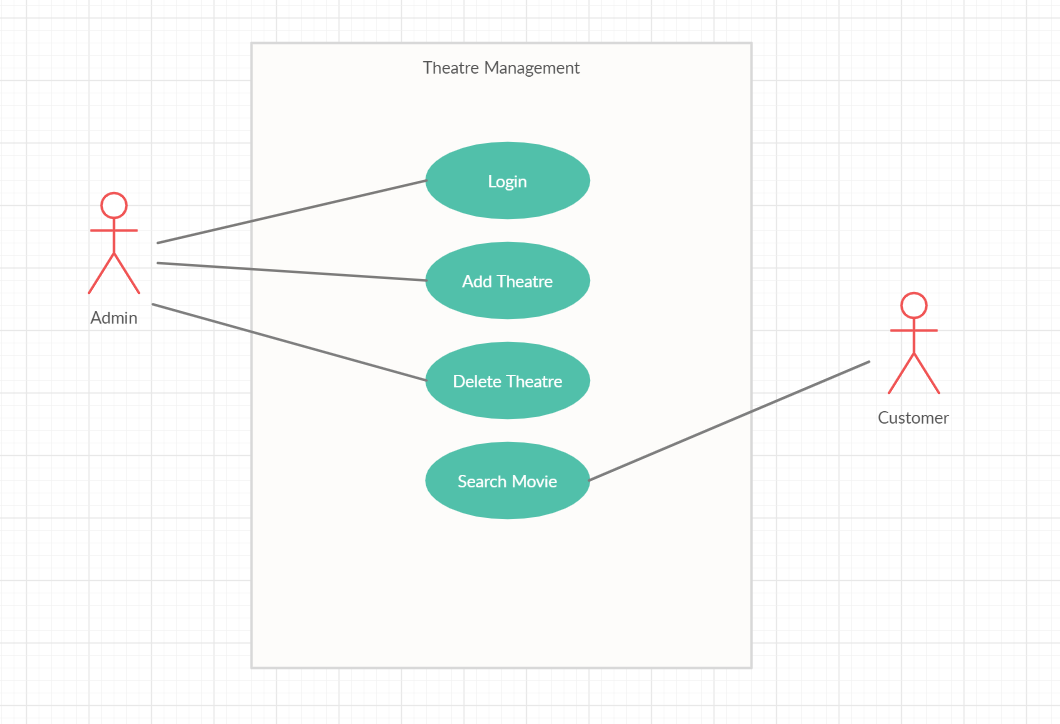 Theatre Management
Login
Add Theatre
Delete Theatre
Search Movie
Admin
Customer